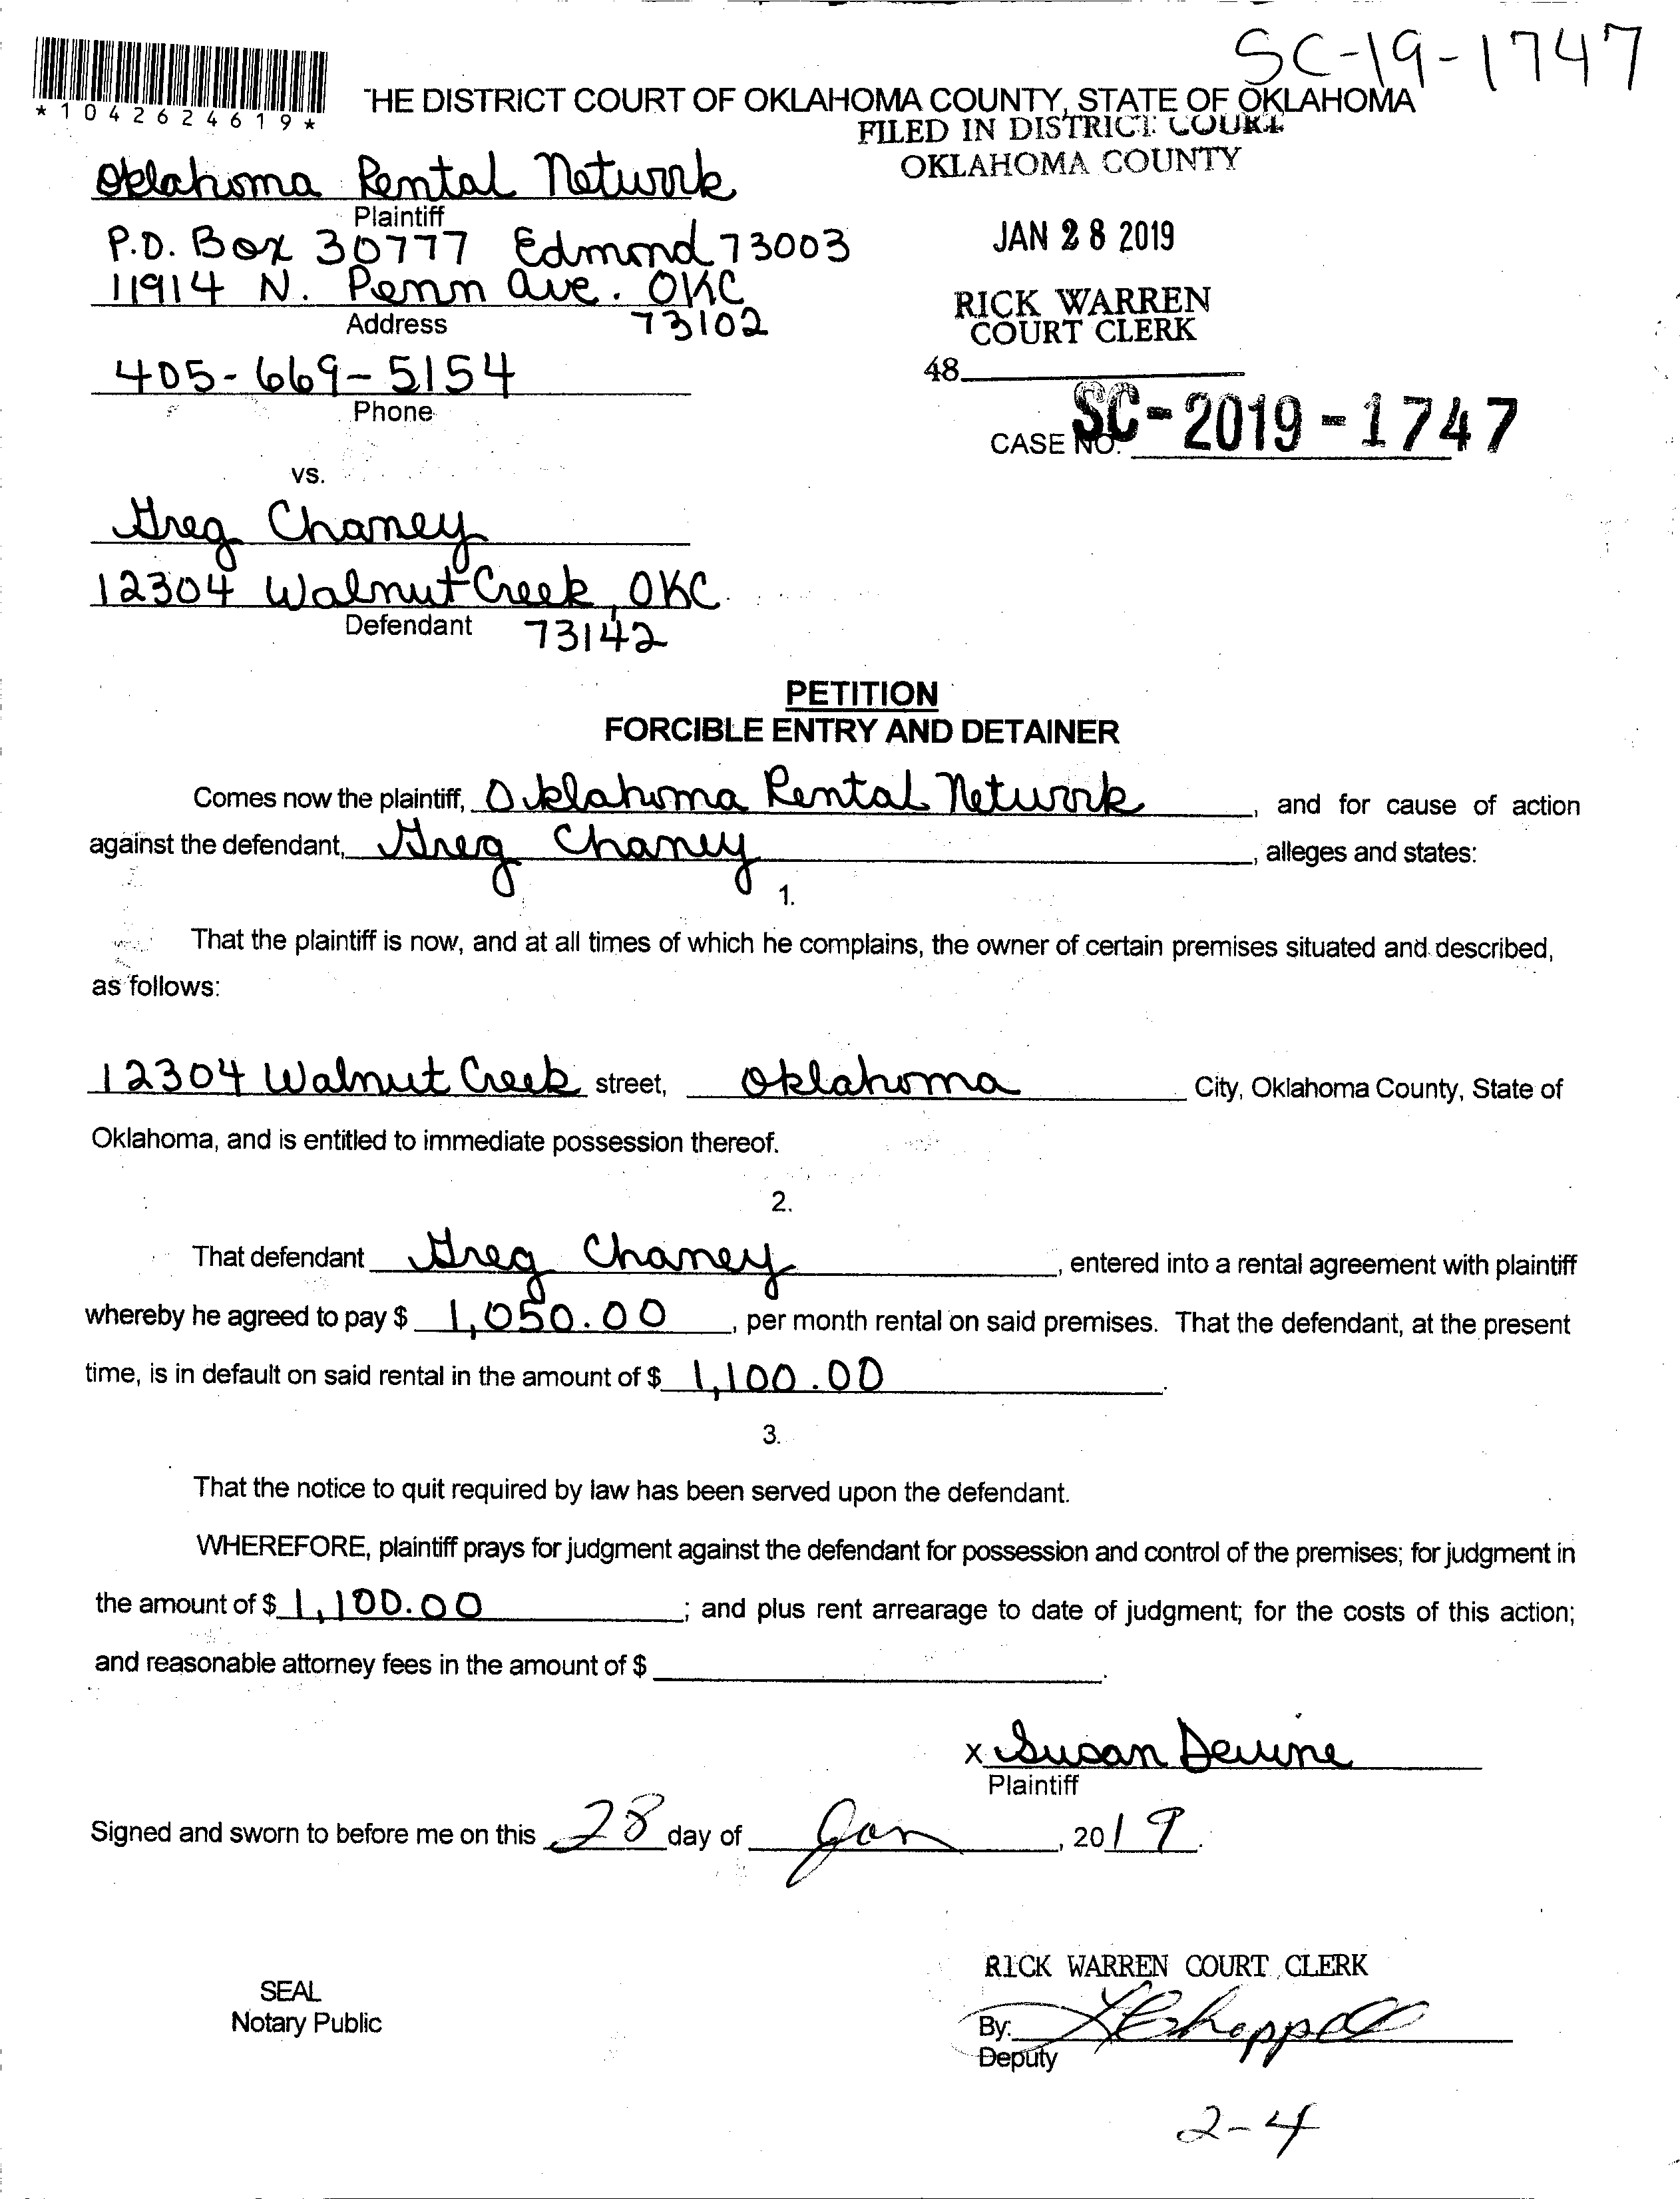 SC-19-1747
*1042624619*
THE DISTRICT COURT OF OKLAHOMA COUNTY, STATE OF OKLAHOMA
FILED IN DISTRICT COURT
OKLAHOMA COUNTY
Oklahoma Rental Network
Plaintiff
P.O. Box 30777 Edmond 73003
JAN 28 2019
11914 N. Penn Ave. OKC
Address 73102
RICK WARREN
COURT CLERK
405-669-5154
Phone
48
CASE NO. SC-2019-1747
vs.
Greg Chaney
12304 Walnut Creek, OKC
Defendant 73142
PETITION
FORCIBLE ENTRY AND DETAINER
Comes now the plaintiff, Oklahoma Rental Network, and for cause of action
against the defendant, Greg Chaney, alleges and states:
1.
That the plaintiff is now, and at all times of which he complains, the owner of certain premises situated and described,
as follows:
12304 Walnut Creek street, Oklahoma City, Oklahoma County, State of
Oklahoma, and is entitled to immediate possession thereof.
2.
That defendant Greg Chaney, entered into a rental agreement with plaintiff
whereby he agreed to pay $ 1,050.00, per month rental on said premises. That the defendant, at the present
time, is in default on said rental in the amount of $ 1,100.00.
3.
That the notice to quit required by law has been served upon the defendant.
WHEREFORE, plaintiff prays for judgment against the defendant for possession and control of the premises; for judgment in
the amount of $ 1,100.00; and plus rent arrearage to date of judgment; for the costs of this action;
and reasonable attorney fees in the amount of $ .
x Susan Devine
Plaintiff
Signed and sworn to before me on this 28 day of Jan, 2019.
RICK WARREN COURT CLERK
SEAL
Notary Public
By:
Deputy
2-4